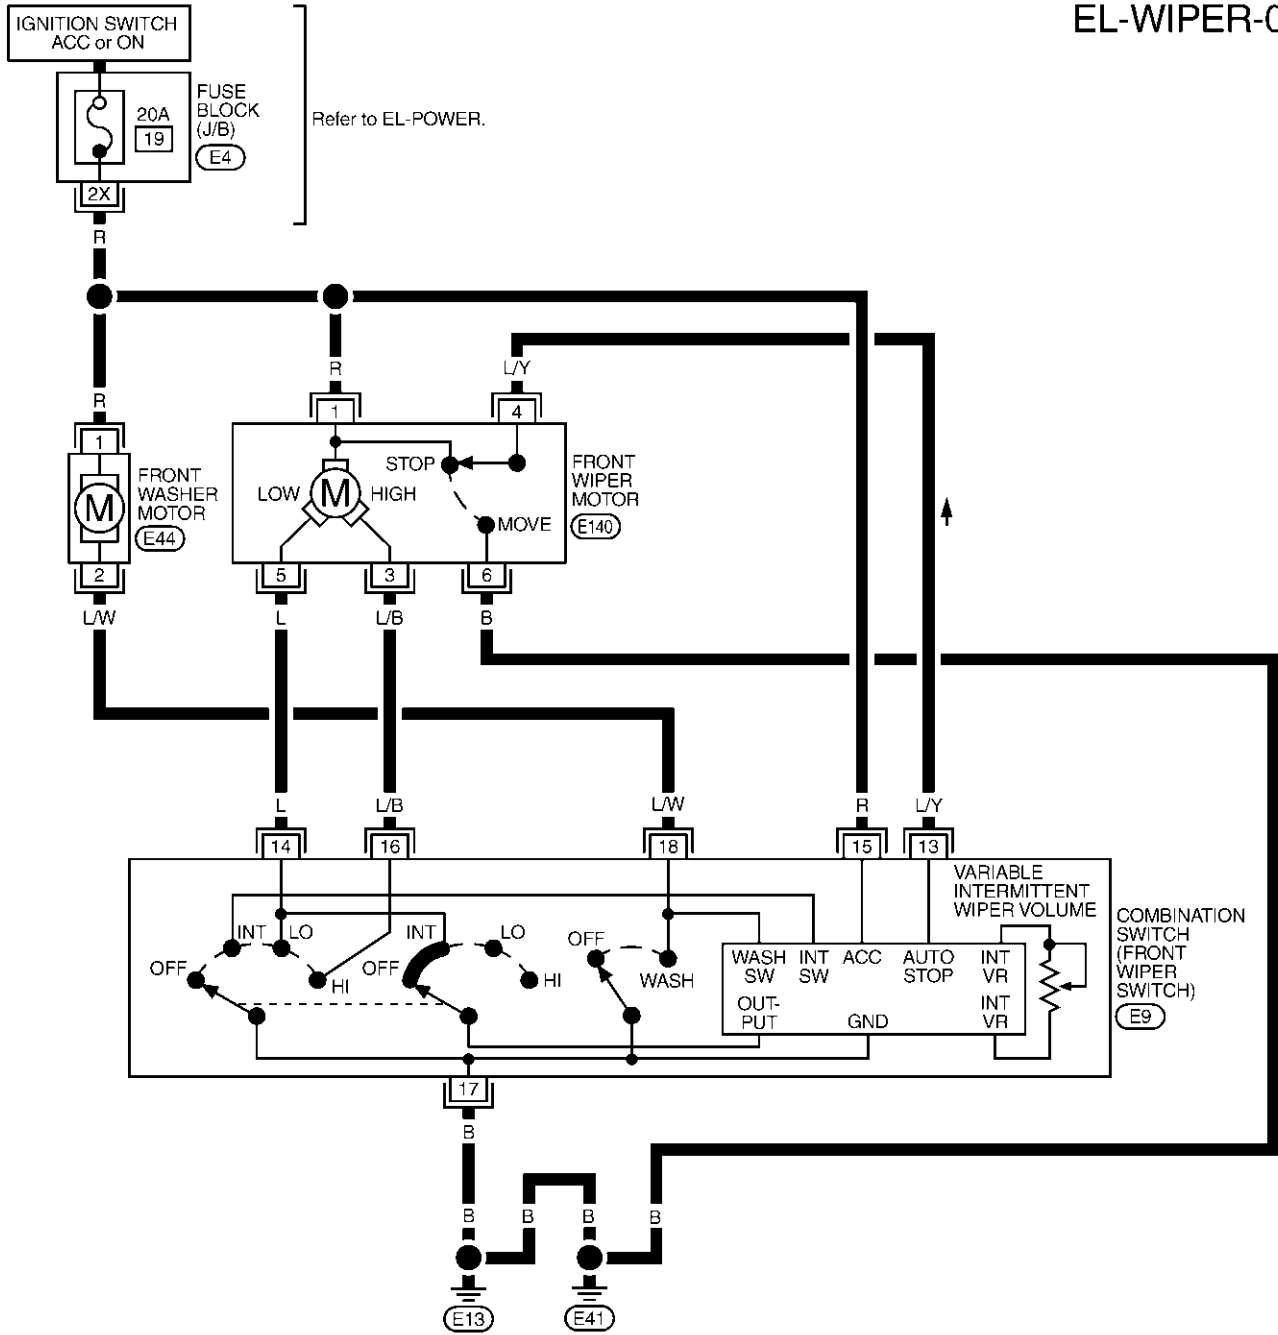 EL-WIPER-0
IGNITION SWITCH
ACC or ON
20A
19
FUSE
BLOCK
(J/B)
E4
Refer to EL-POWER.
2X
R
R
L/Y
R
1
4
1
STOP
LOW
M
HIGH
MOVE
FRONT
WIPER
MOTOR
E140
M
FRONT
WASHER
MOTOR
E44
2
5
3
6
L/W
L
L/B
B
L
L/B
L/W
R
L/Y
14
16
18
15
13
VARIABLE
INTERMITTENT
WIPER VOLUME
COMBINATION
SWITCH
(FRONT
WIPER
SWITCH)
E9
OFF
INT
LO
HI
OFF
INT
LO
HI
OFF
WASH
WASH
SW
INT
SW
ACC
AUTO
STOP
INT
VR
OUT-
PUT
GND
INT
VR
17
B
B
B
B
B
E13
E41